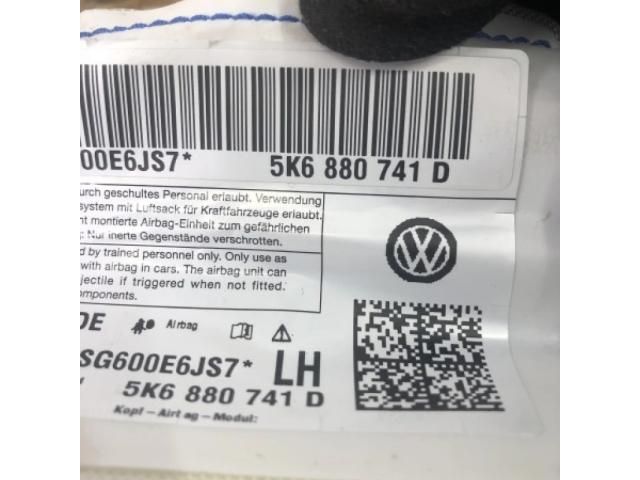 00E6JS7* 5K6 880 741 D
urch geschultes Personal erlaubt. Verwendung
system mit Luftsack für Kraftfahrzeuge erlaubt.
montierte Airbag-Einheit zum gefährlichen
Nur inerte Gegenstände verschrotten.
d by trained personnel only. Only use as
with airbag in cars. The airbag unit can
jectile if triggered when not fitted.
omponents.
DE Airbag
SG600E6JS7* LH
5K6 880 741 D
Kopf-Airbag-Modul: